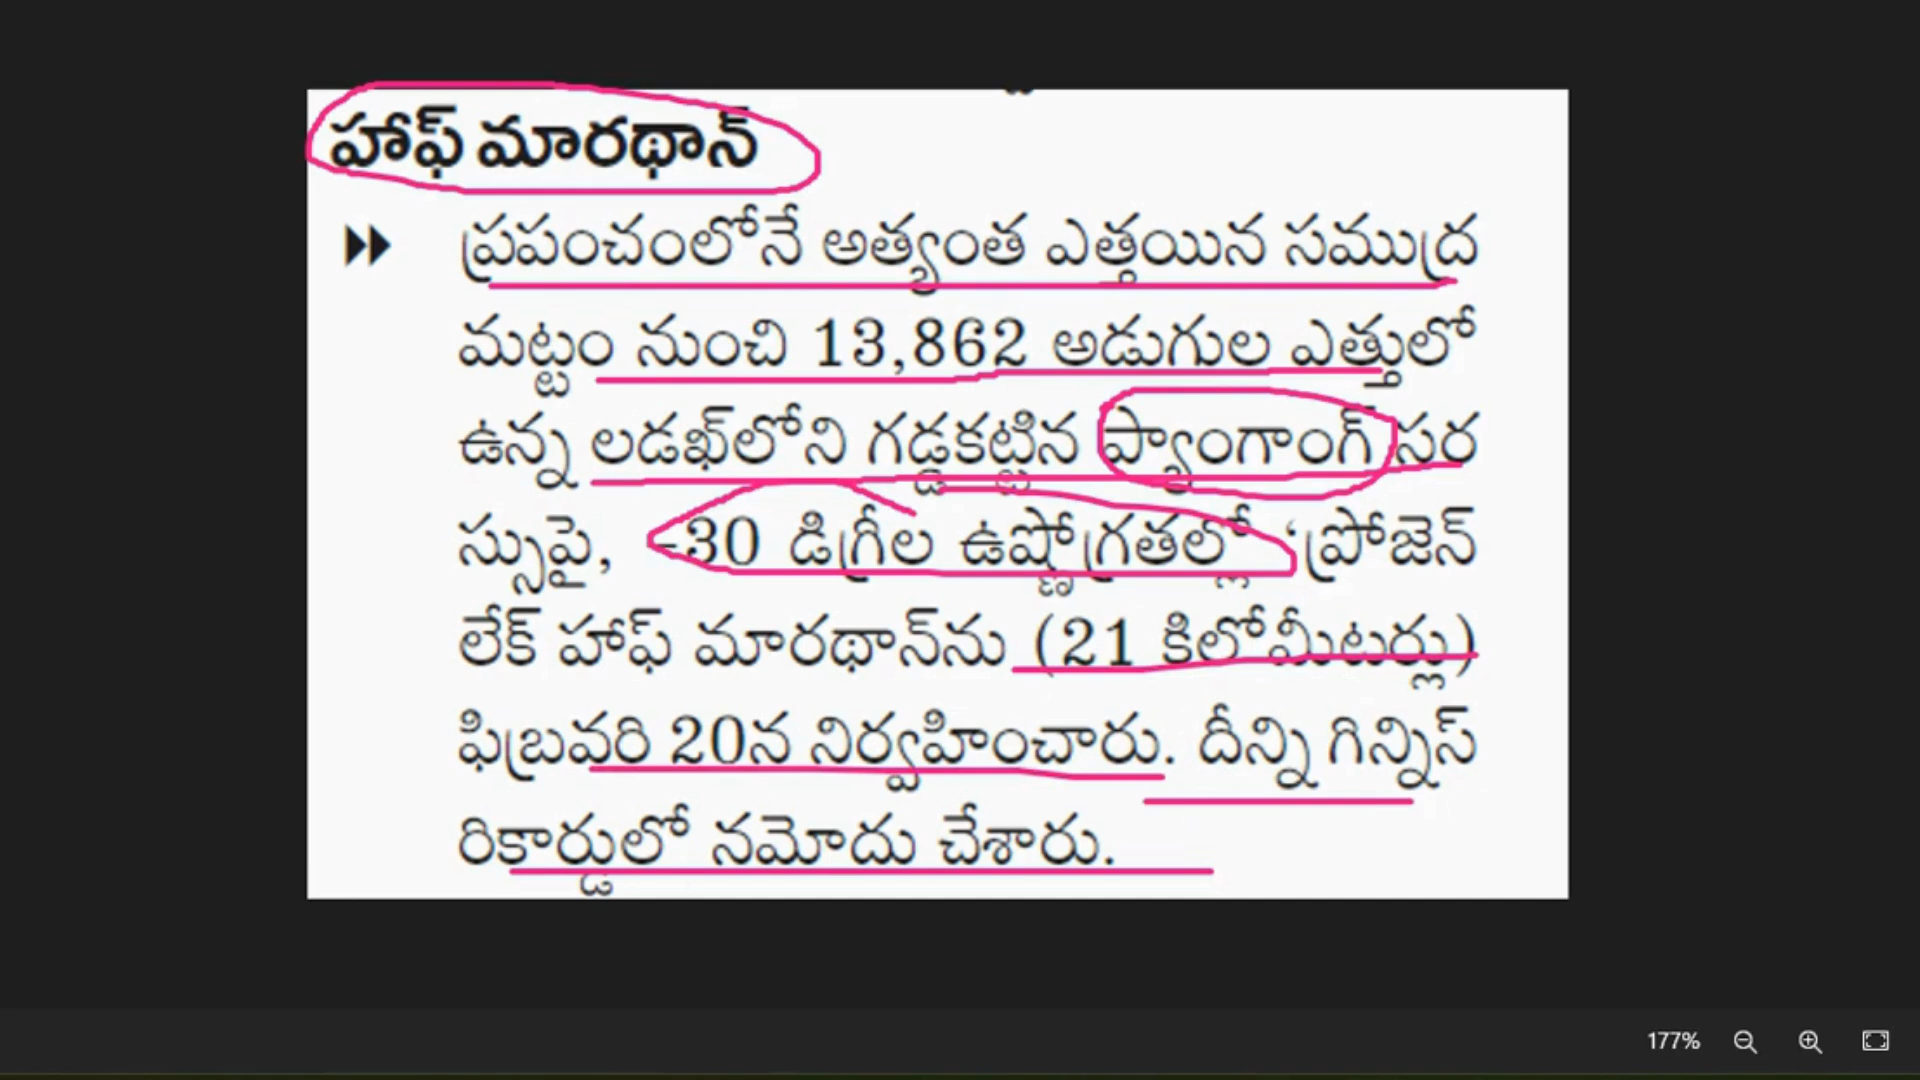 హాఫ్ మారథాన్
ప్రపంచంలోనే అత్యంత ఎత్తయిన సముద్ర
మట్టం నుంచి 13,862 అడుగుల ఎత్తులో
ఉన్న లడఖ్‌లోని గడ్డకట్టిన ప్యాంగాంగ్ సర
స్సుపై, -30 డిగ్రీల ఉష్ణోగ్రతల్లో ‘ప్రోజెన్
లేక్ హాఫ్ మారథాన్‌ను (21 కిలోమీటర్లు)
ఫిబ్రవరి 20న నిర్వహించారు. దీన్ని గిన్నిస్
రికార్డులో నమోదు చేశారు.
177%